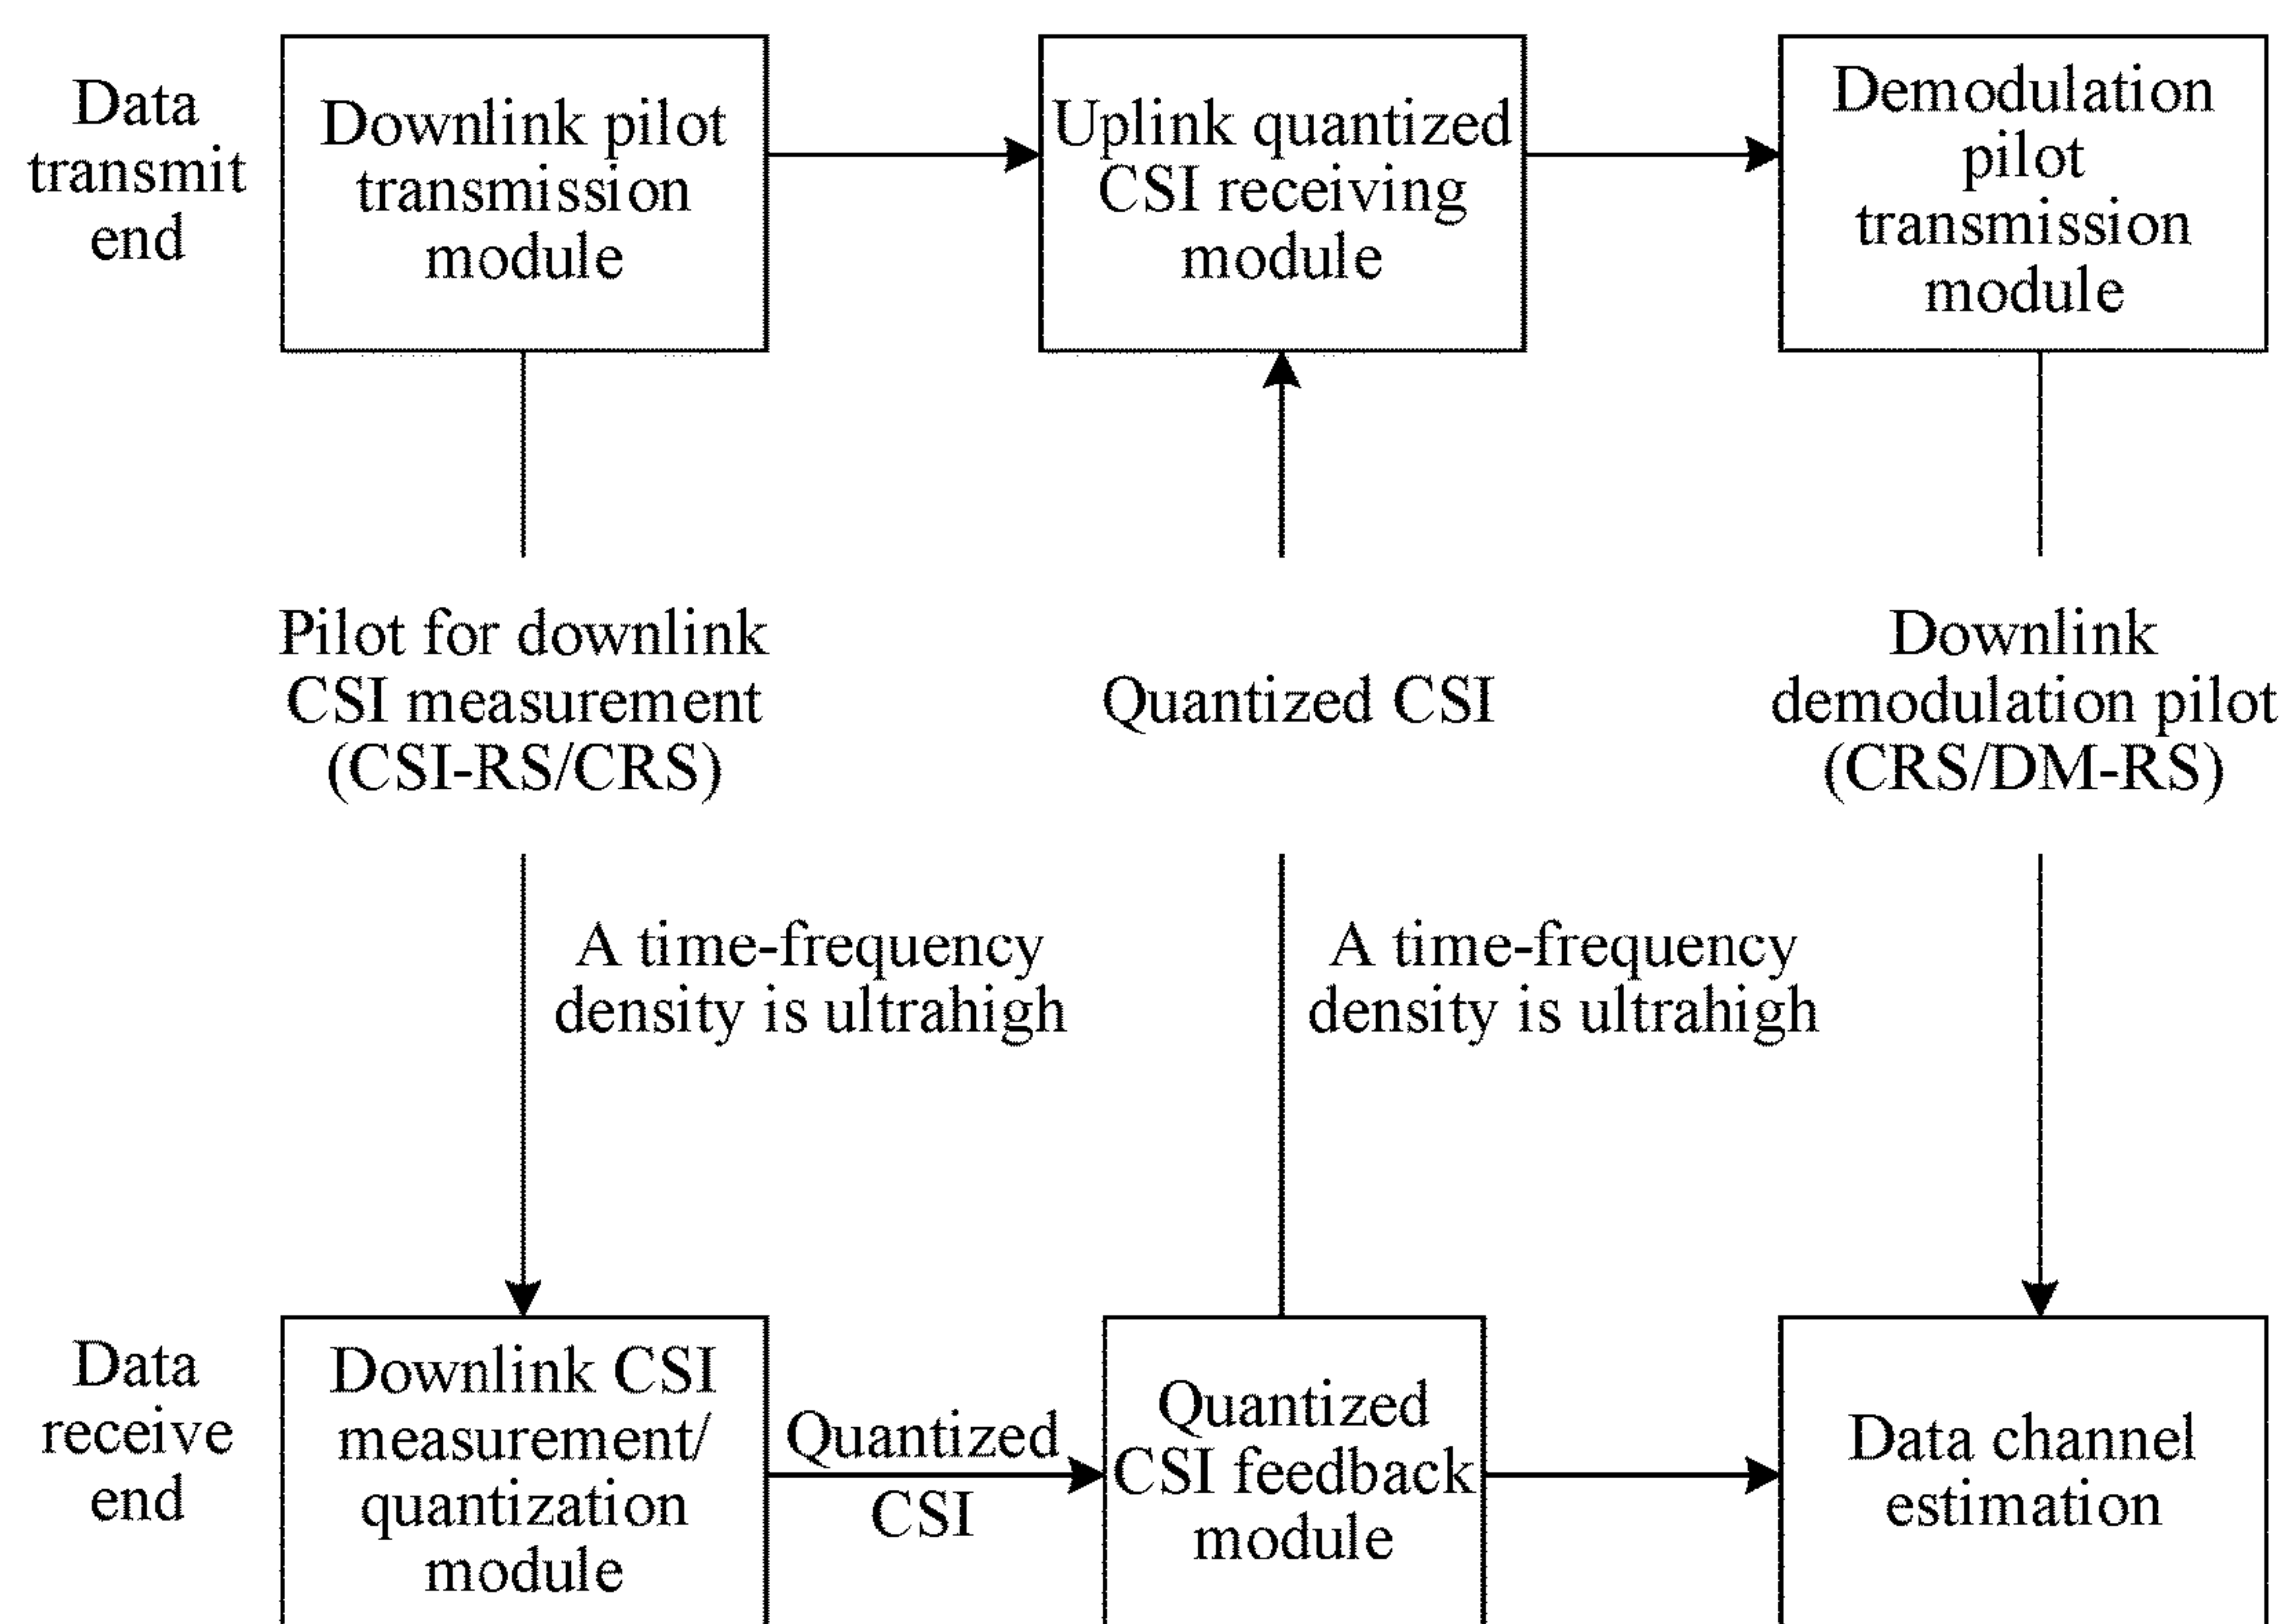 Data
transmit
end
Downlink pilot
transmission
module
Uplink quantized
CSI receiving
module
Demodulation
pilot
transmission
module
Pilot for downlink
CSI measurement
(CSI-RS/CRS)
Quantized CSI
Downlink
demodulation pilot
(CRS/DM-RS)
A time-frequency
density is ultrahigh
A time-frequency
density is ultrahigh
Data
receive
end
Downlink CSI
measurement/
quantization
module
Quantized
CSI
Quantized
CSI feedback
module
Data channel
estimation